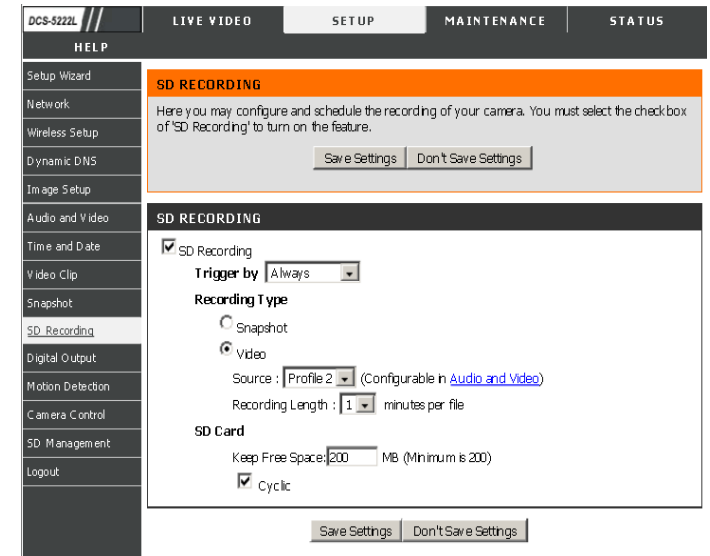 DCS-5222L
LIVE VIDEO
SETUP
MAINTENANCE
STATUS
HELP
Setup Wizard
Network
Wireless Setup
Dynamic DNS
Image Setup
Audio and Video
Time and Date
Video Clip
Snapshot
SD Recording
Digital Output
Motion Detection
Camera Control
SD Management
Logout
SD RECORDING
Here you may configure and schedule the recording of your camera. You must select the checkbox
of 'SD Recording' to turn on the feature.
Save Settings Don't Save Settings
SD RECORDING
SD Recording
Trigger by Always
Recording Type
Snapshot
Video
Source : Profile 2 (Configurable in Audio and Video)
Recording Length : 1 minutes per file
SD Card
Keep Free Space: 200 MB (Minimum is 200)
Cyclic
Save Settings Don't Save Settings